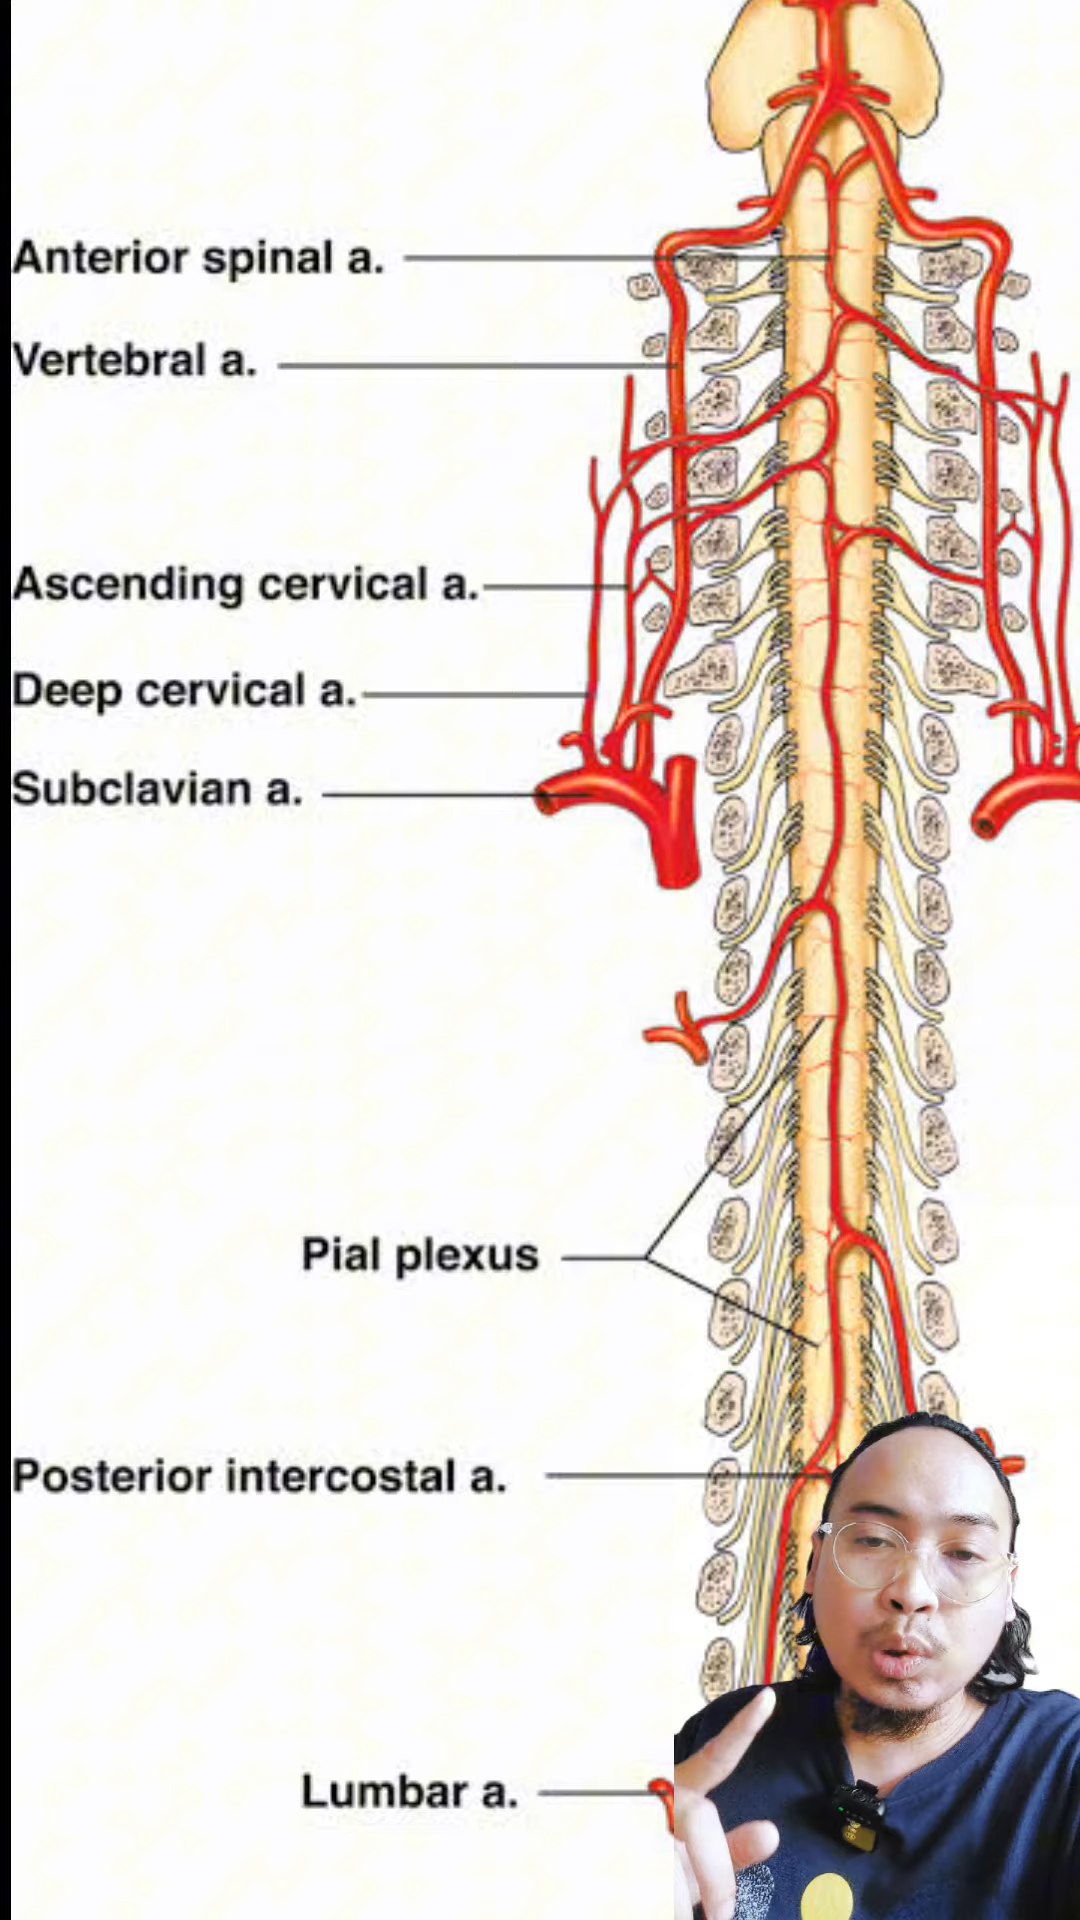 Anterior spinal a.
Vertebral a.
Ascending cervical a.
Deep cervical a.
Subclavian a.
Pial plexus
Posterior intercostal a.
Lumbar a.